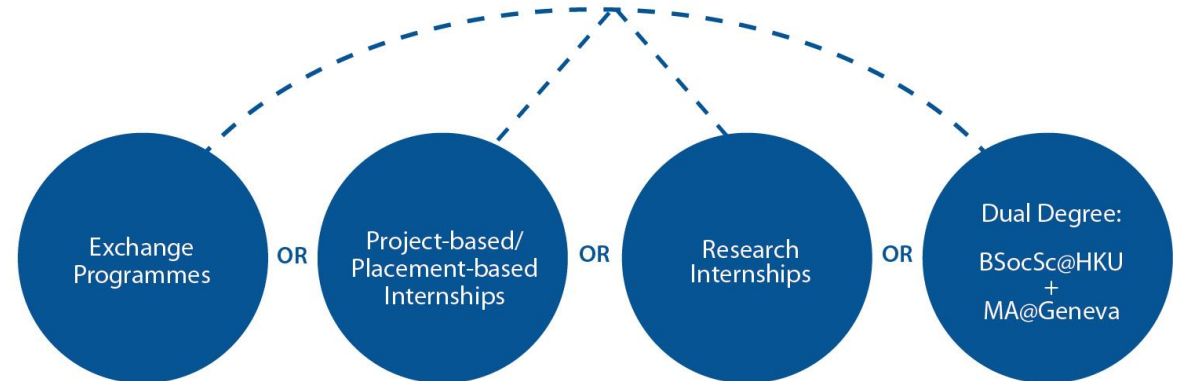 Exchange
Programmes
OR
Project-based/
Placement-based
Internships
OR
Research
Internships
OR
Dual Degree:
BSocSc@HKU
+
MA@Geneva